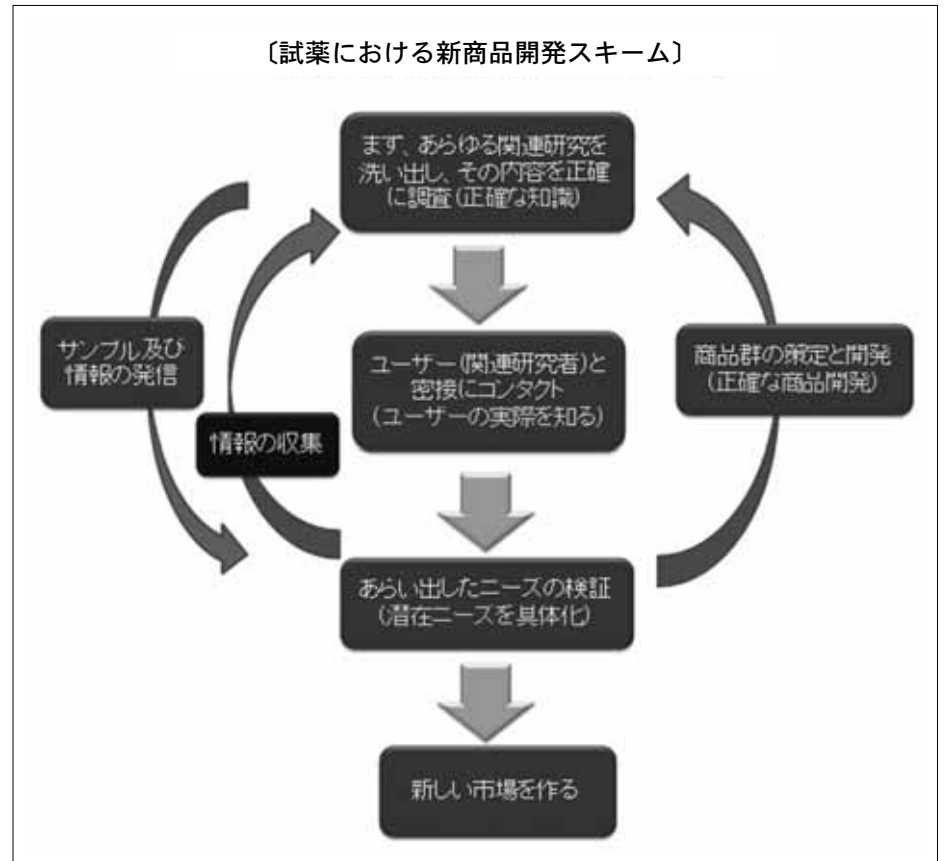 〔試薬における新商品開発スキーム〕
まず、あらゆる関連研究を
洗い出し、その内容を正確
に調査(正確な知識)
サンプル及び
情報の発信
情報の収集
ユーザー(関連研究者)と
密接にコンタクト
(ユーザーの実際を知る)
商品群の策定と開発
(正確な商品開発)
あらい出したニーズの検証
(潜在ニーズを具体化)
新しい市場を作る